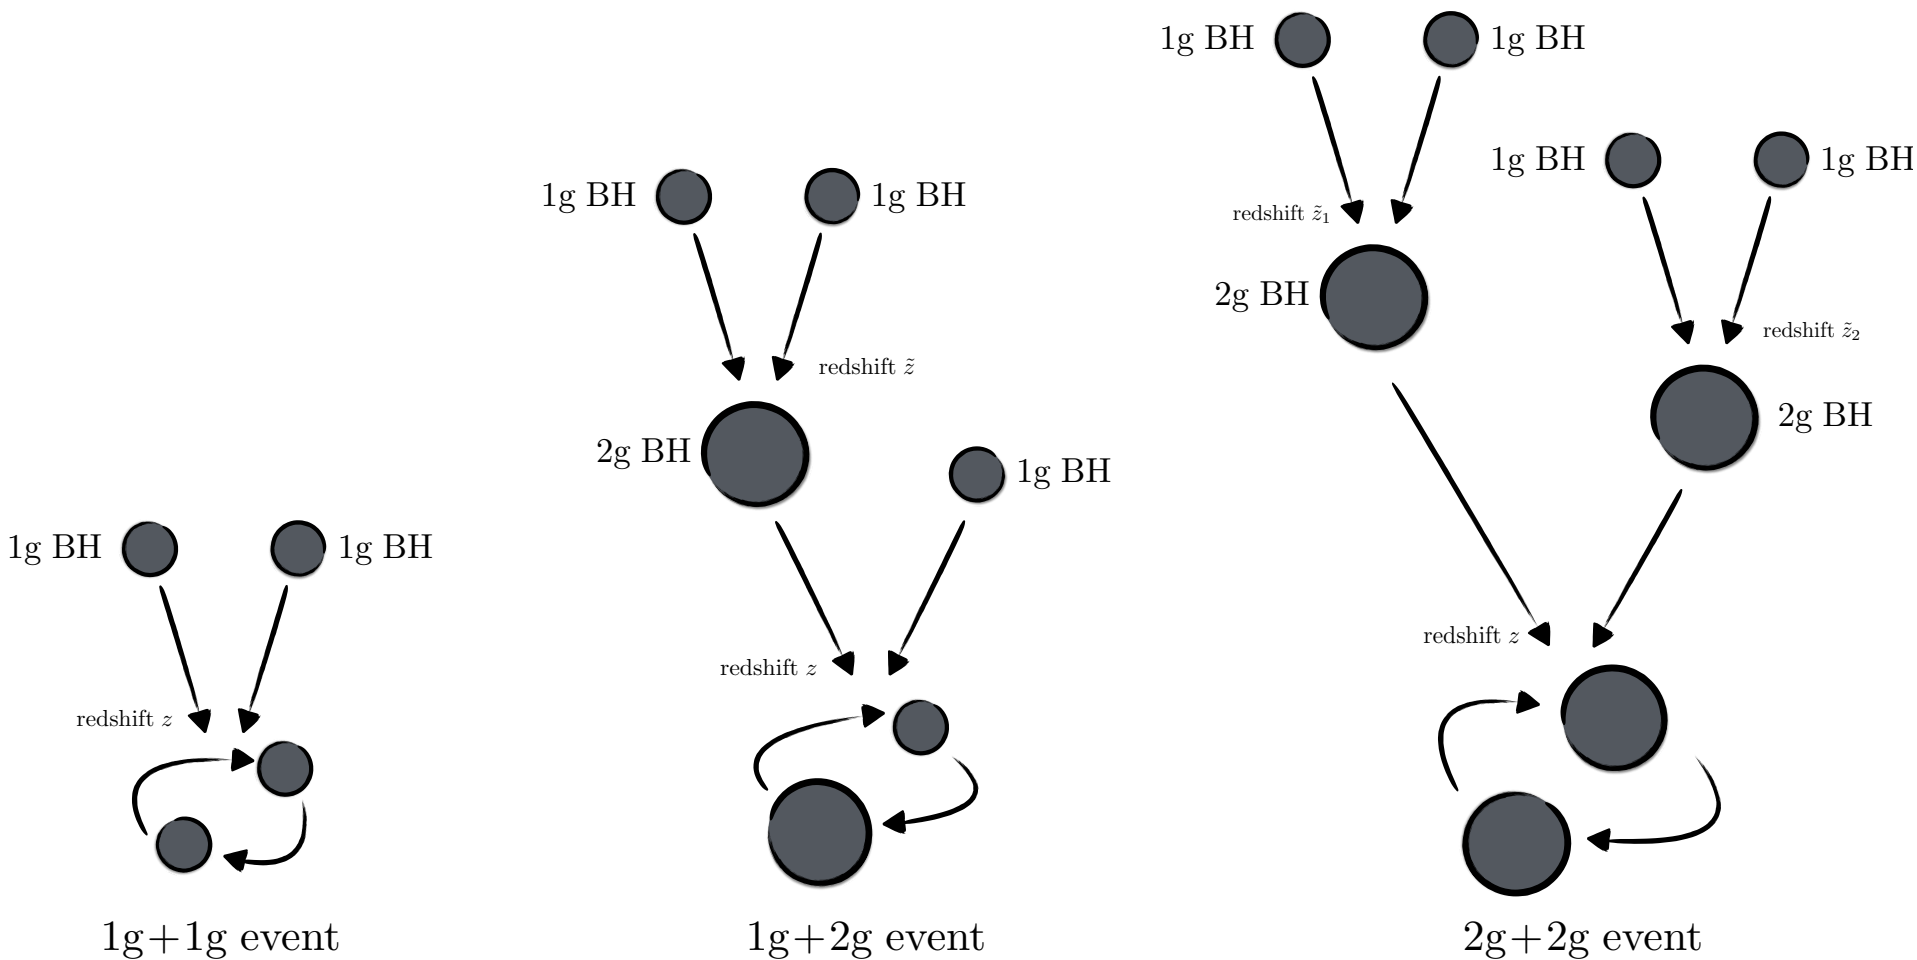 1g BH
1g BH
redshift z
1g+1g event
1g BH
1g BH
redshift z̃
2g BH
1g BH
redshift z
1g+2g event
1g BH
1g BH
1g BH
1g BH
redshift z̃₁
2g BH
redshift z̃₂
2g BH
redshift z
2g+2g event